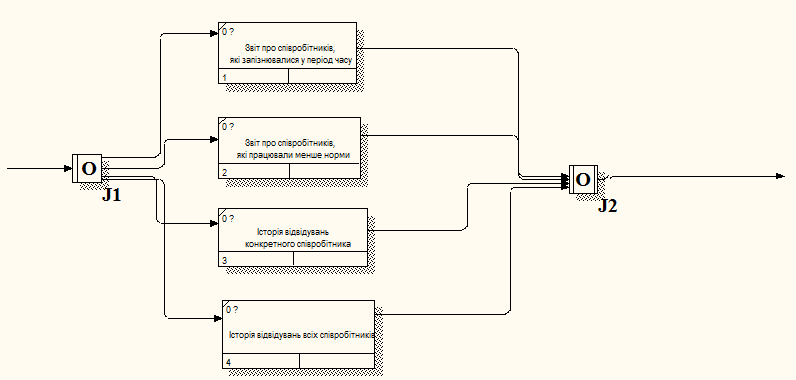 0 ?
Звіт про співробітників,
які запізнювалися у період часу
1
0 ?
Звіт про співробітників,
які працювали менше норми
2
O
J1
O
J2
0 ?
Історія відвідувань
конкретного співробітника
3
0 ?
Історія відвідувань всіх співробітників
4